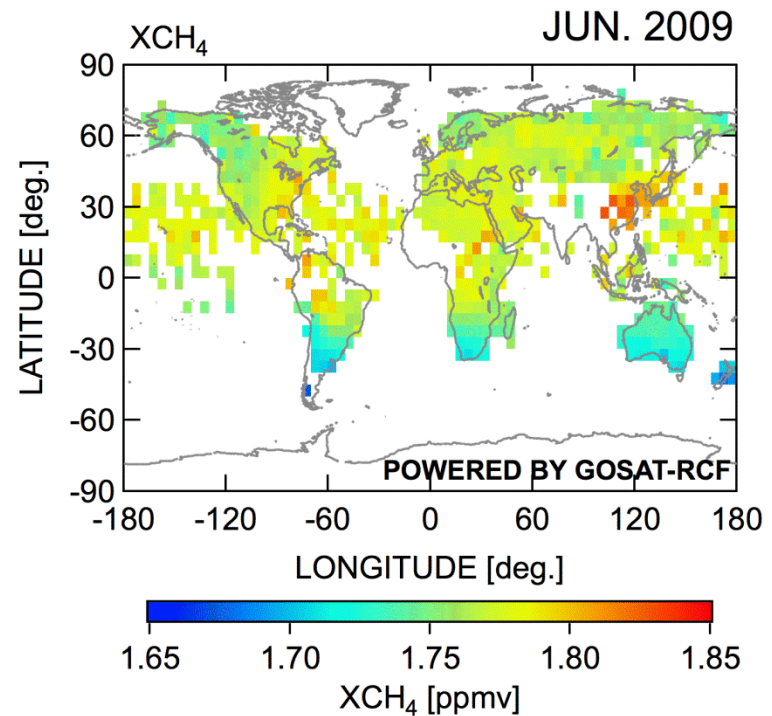 XCH₄ JUN. 2009
90
60
30
0
-30
-60
-90
LATITUDE [deg.]
POWERED BY GOSAT-RCF
-180 -120 -60 0 60 120 180
LONGITUDE [deg.]
1.65 1.70 1.75 1.80 1.85
XCH₄ [ppmv]